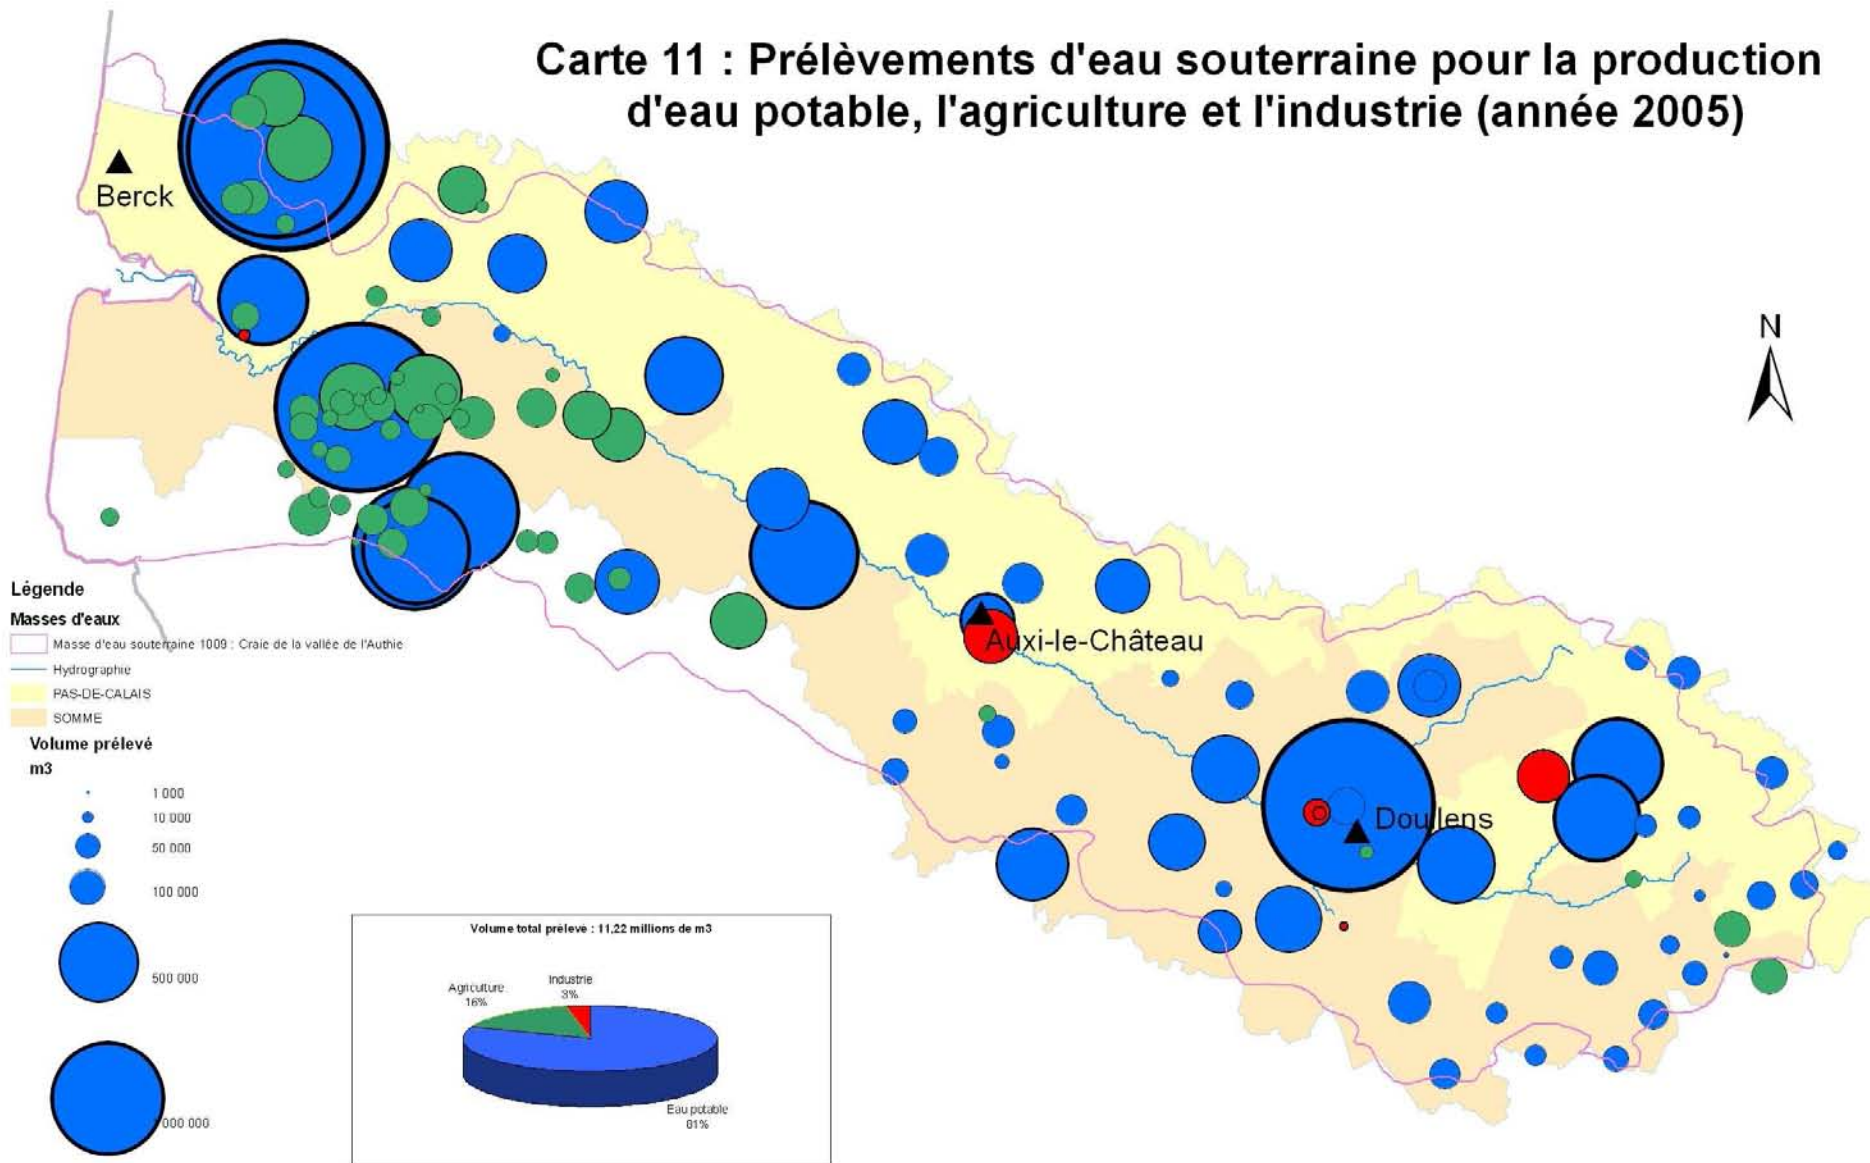 Carte 11 : Prélèvements d'eau souterraine pour la production
d'eau potable, l'agriculture et l'industrie (année 2005)
Berck
N
Auxi-le-Château
Doullens
Légende
Masses d'eaux
Masse d'eau souterraine 1009 : Craie de la vallée de l'Authie
Hydrographie
PAS-DE-CALAIS
SOMME
Volume prélevé
m3
1 000
10 000
50 000
100 000
500 000
000 000
Volume total prélevé : 11,22 millions de m3
Industrie
3%
Agriculture
16%
Eau potable
81%